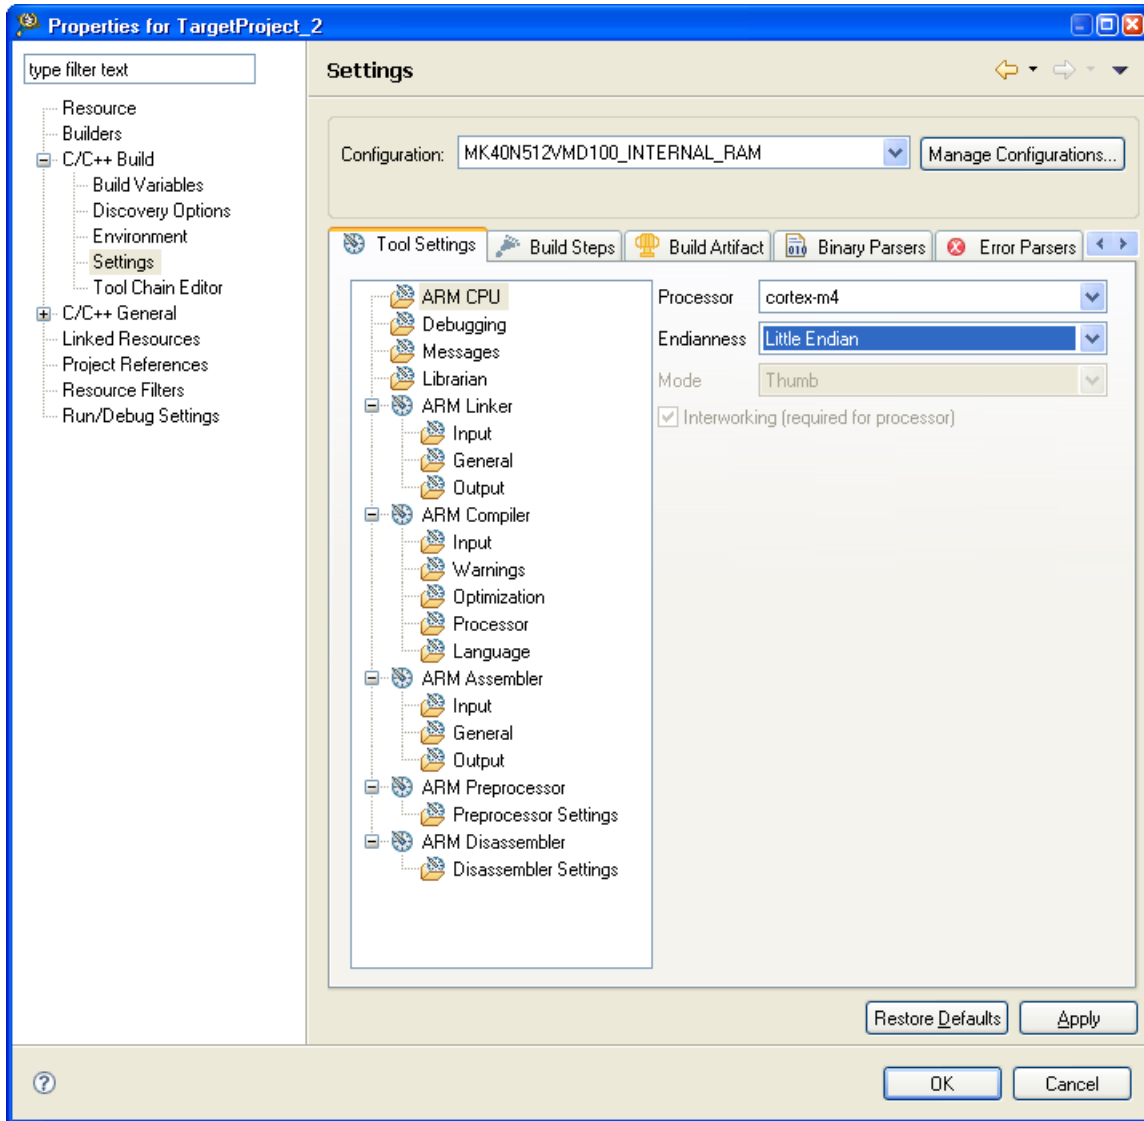 Properties for TargetProject_2
type filter text
Resource
Builders
C/C++ Build
Build Variables
Discovery Options
Environment
Settings
Tool Chain Editor
C/C++ General
Linked Resources
Project References
Resource Filters
Run/Debug Settings
Settings
Configuration: MK40N512VMD100_INTERNAL_RAM Manage Configurations...
Tool Settings Build Steps Build Artifact 010 Binary Parsers Error Parsers
ARM CPU
Debugging
Messages
Librarian
ARM Linker
Input
General
Output
ARM Compiler
Input
Warnings
Optimization
Processor
Language
ARM Assembler
Input
General
Output
ARM Preprocessor
Preprocessor Settings
ARM Disassembler
Disassembler Settings
Processor cortex-m4
Endianness Little Endian
Mode Thumb
Interworking (required for processor)
Restore Defaults Apply
? OK Cancel